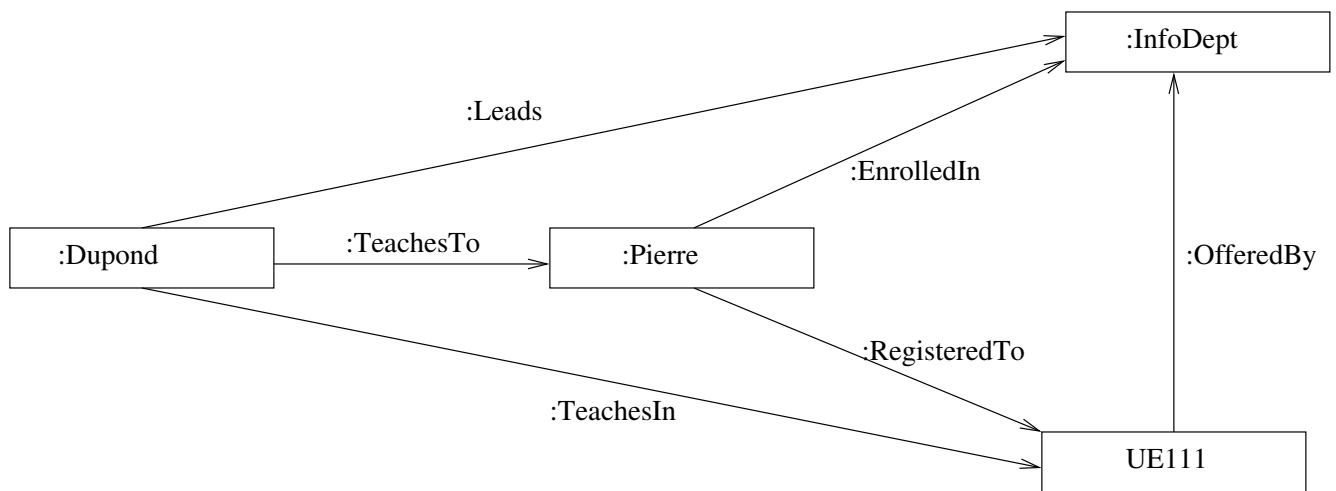 :InfoDept
:Leads
:EnrolledIn
:Dupond
:TeachesTo
:Pierre
:OfferedBy
:RegisteredTo
:TeachesIn
UE111